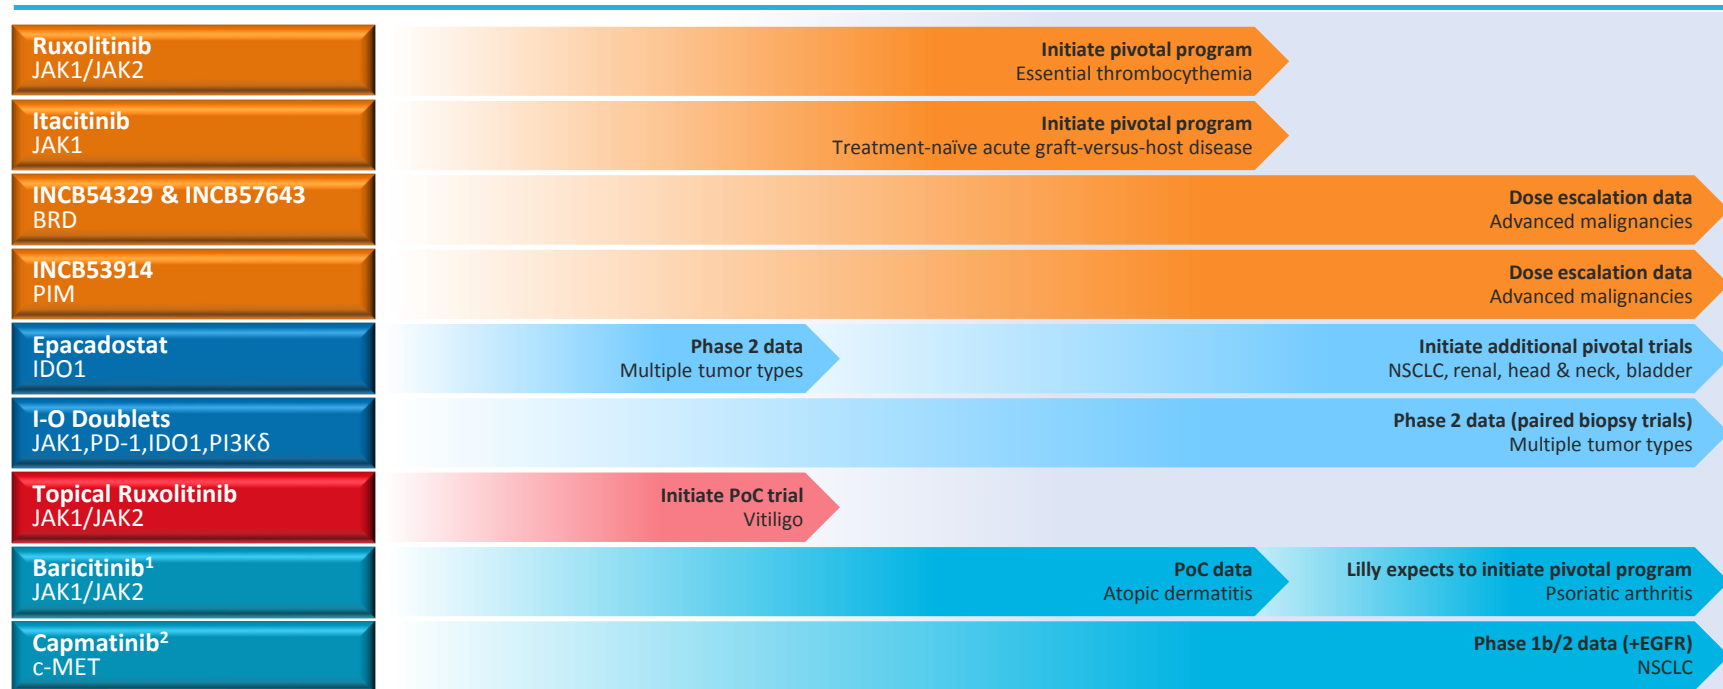 Ruxolitinib
JAK1/JAK2
Initiate pivotal program
Essential thrombocythemia
Itacitinib
JAK1
Initiate pivotal program
Treatment-naïve acute graft-versus-host disease
INCB54329 & INCB57643
BRD
Dose escalation data
Advanced malignancies
INCB53914
PIM
Dose escalation data
Advanced malignancies
Epacadostat
IDO1
Phase 2 data
Multiple tumor types
Initiate additional pivotal trials
NSCLC, renal, head & neck, bladder
I-O Doublets
JAK1,PD-1,IDO1,PI3Kδ
Phase 2 data (paired biopsy trials)
Multiple tumor types
Topical Ruxolitinib
JAK1/JAK2
Initiate PoC trial
Vitiligo
Baricitinib¹
JAK1/JAK2
PoC data
Atopic dermatitis
Lilly expects to initiate pivotal program
Psoriatic arthritis
Capmatinib²
c-MET
Phase 1b/2 data (+EGFR)
NSCLC